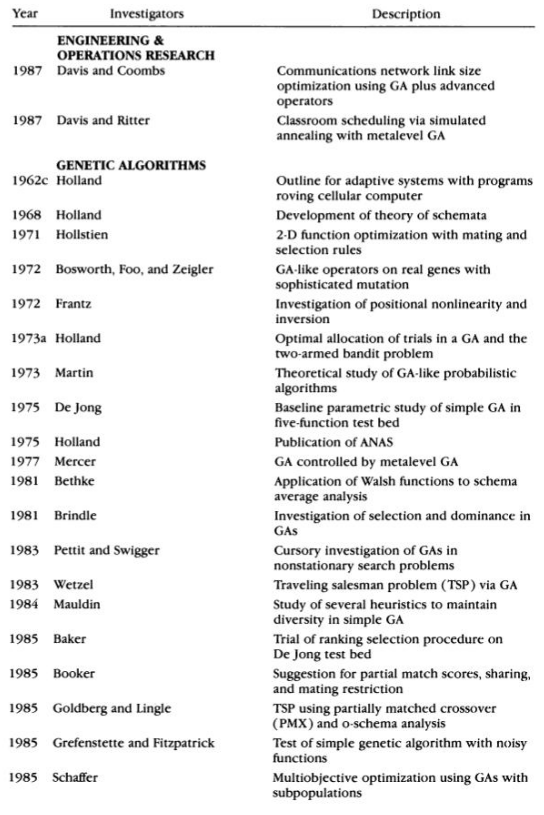 Year Investigators Description
ENGINEERING &
OPERATIONS RESEARCH
1987 Davis and Coombs Communications network link size
optimization using GA plus advanced
operators
1987 Davis and Ritter Classroom scheduling via simulated
annealing with metalevel GA
GENETIC ALGORITHMS
1962c Holland Outline for adaptive systems with programs
roving cellular computer
1968 Holland Development of theory of schemata
1971 Hollstien 2-D function optimization with mating and
selection rules
1972 Bosworth, Foo, and Zeigler GA-like operators on real genes with
sophisticated mutation
1972 Frantz Investigation of positional nonlinearity and
inversion
1973a Holland Optimal allocation of trials in a GA and the
two-armed bandit problem
1973 Martin Theoretical study of GA-like probabilistic
algorithms
1975 De Jong Baseline parametric study of simple GA in
five-function test bed
1975 Holland Publication of ANAS
1977 Mercer GA controlled by metalevel GA
1981 Bethke Application of Walsh functions to schema
average analysis
1981 Brindle Investigation of selection and dominance in
GAs
1983 Pettit and Swigger Cursory investigation of GAs in
nonstationary search problems
1983 Wetzel Traveling salesman problem (TSP) via GA
1984 Mauldin Study of several heuristics to maintain
diversity in simple GA
1985 Baker Trial of ranking selection procedure on
De Jong test bed
1985 Booker Suggestion for partial match scores, sharing,
and mating restriction
1985 Goldberg and Lingle TSP using partially matched crossover
(PMX) and o-schema analysis
1985 Grefenstette and Fitzpatrick Test of simple genetic algorithm with noisy
functions
1985 Schaffer Multiobjective optimization using GAs with
subpopulations